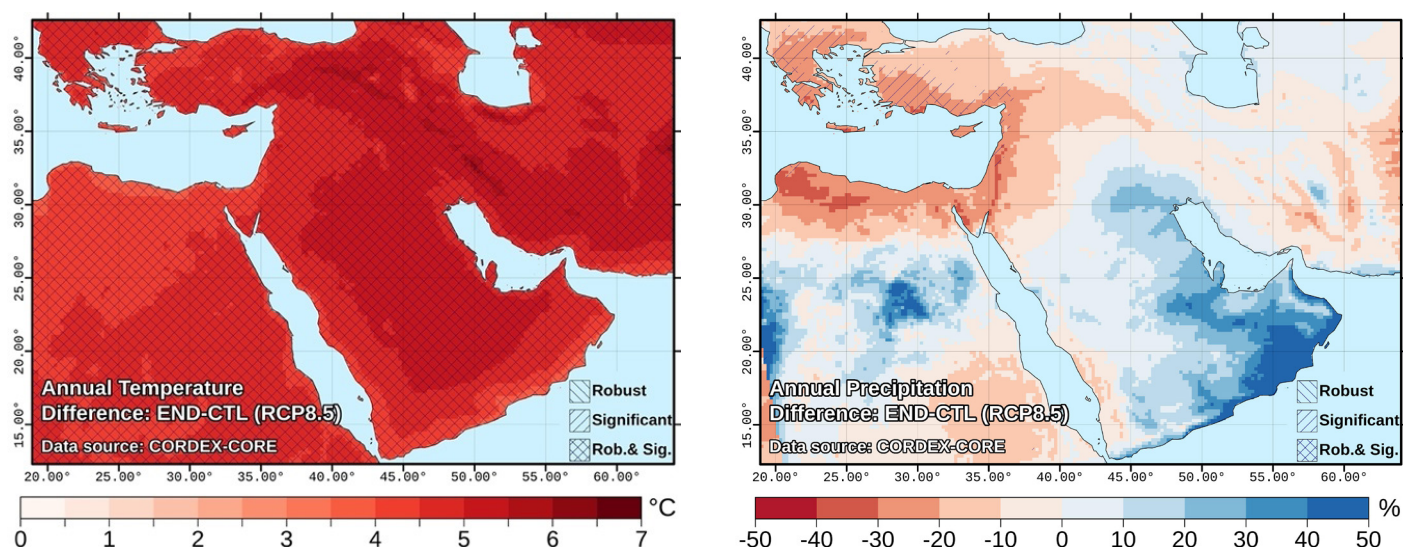 40.00°
35.00°
30.00°
25.00°
20.00°
15.00°
Annual Temperature
Difference: END-CTL (RCP8.5)
Data source: CORDEX-CORE
Robust
Significant
Rob.& Sig.
20.00° 25.00° 30.00° 35.00° 40.00° 45.00° 50.00° 55.00° 60.00°
0 1 2 3 4 5 6 7 °C
40.00°
35.00°
30.00°
25.00°
20.00°
15.00°
Annual Precipitation
Difference: END-CTL (RCP8.5)
Data source: CORDEX-CORE
Robust
Significant
Rob.& Sig.
20.00° 25.00° 30.00° 35.00° 40.00° 45.00° 50.00° 55.00° 60.00°
-50 -40 -30 -20 -10 0 10 20 30 40 50 %